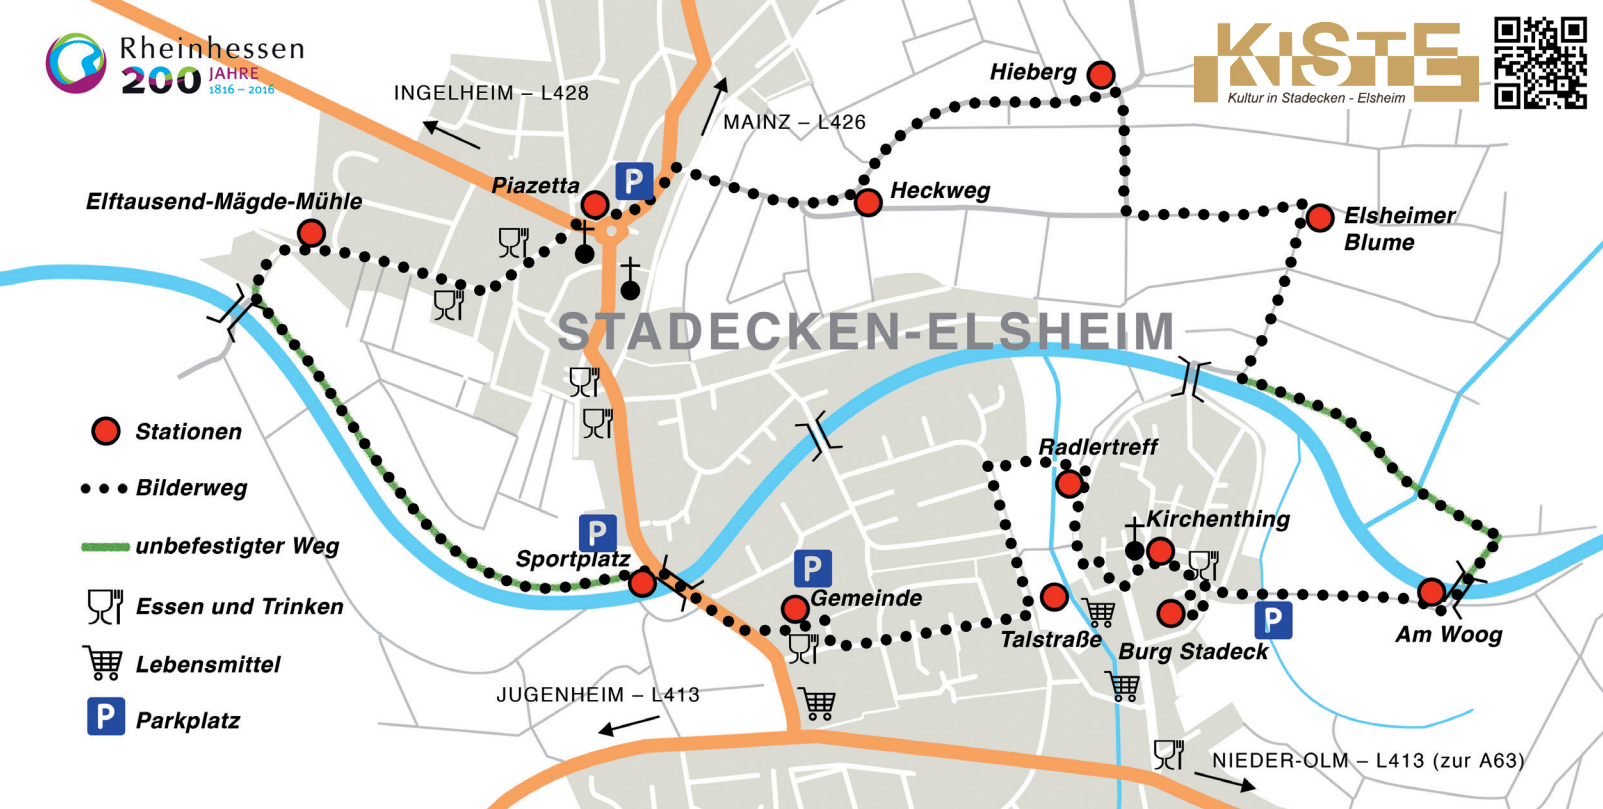 Rheinhessen
200 JAHRE
1816 – 2016
INGELHEIM – L428
MAINZ – L426
Hieberg
KISTE
Kultur in Stadecken - Elsheim
Piazetta
P
Heckweg
Elftausend-Mägde-Mühle
Elsheimer
Blume
STADECKEN-ELSHEIM
Stationen
Bilderweg
unbefestigter Weg
Essen und Trinken
Lebensmittel
P
Parkplatz
Radlertreff
Kirchenthing
P
Sportplatz
P
Gemeinde
Talstraße
Burg Stadeck
P
Am Woog
JUGENHEIM – L413
NIEDER-OLM – L413 (zur A63)